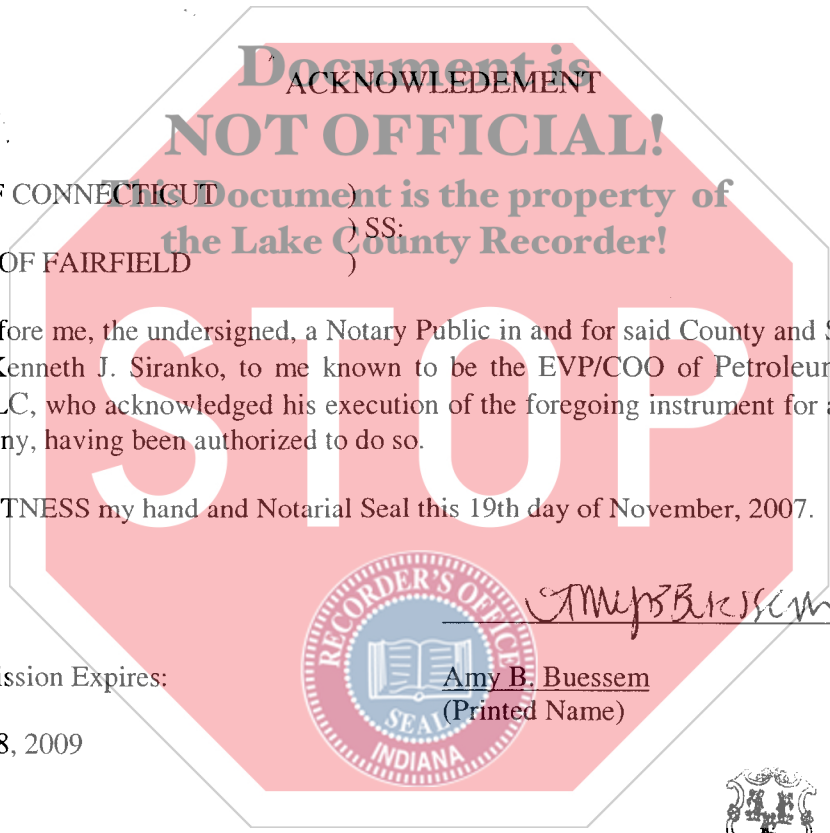 Document is
ACKNOWLEDEMENT
NOT OFFICIAL!
This Document is the property of
the Lake County Recorder!
F CONNECTICUT )
) SS:
OF FAIRFIELD )
STOP
fore me, the undersigned, a Notary Public in and for said County and S
Kenneth J. Siranko, to me known to be the EVP/COO of Petroleu
LC, who acknowledged his execution of the foregoing instrument for a
ny, having been authorized to do so.
TNESS my hand and Notarial Seal this 19th day of November, 2007.
RECORDER'S OFFICE
SEAL
INDIANA
Amy B Buessem
ission Expires:
Amy B. Buessem
(Printed Name)
8, 2009